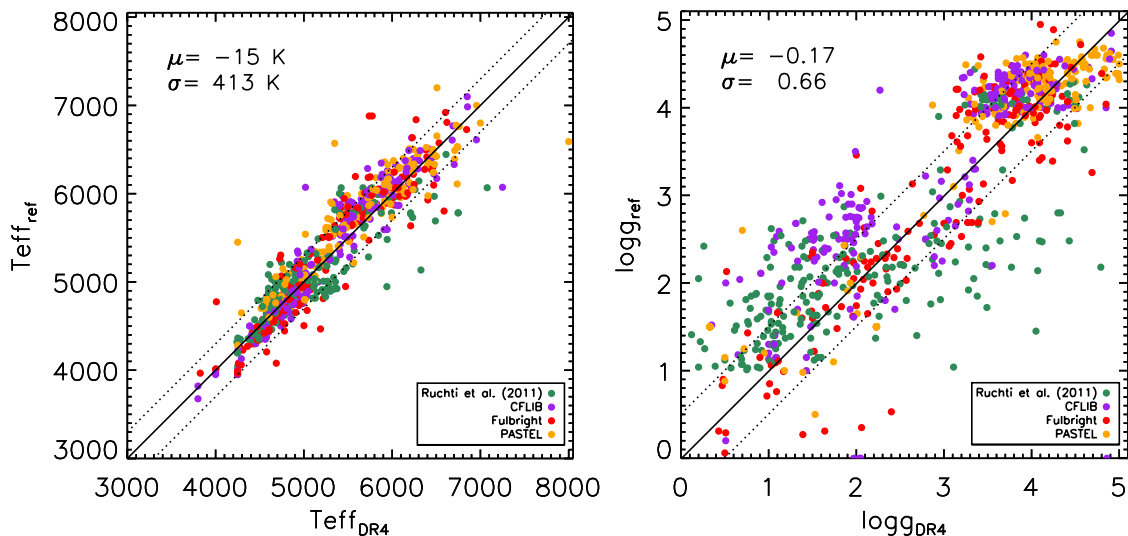 8000
7000
6000
5000
4000
3000
Teff_ref
μ= −15 K
σ= 413 K
Ruchti et al. (2011)
CFLIB
Fulbright
PASTEL
3000 4000 5000 6000 7000 8000
Teff_DR4
5
4
3
2
1
0
logg_ref
μ= −0.17
σ= 0.66
Ruchti et al. (2011)
CFLIB
Fulbright
PASTEL
0 1 2 3 4 5
logg_DR4